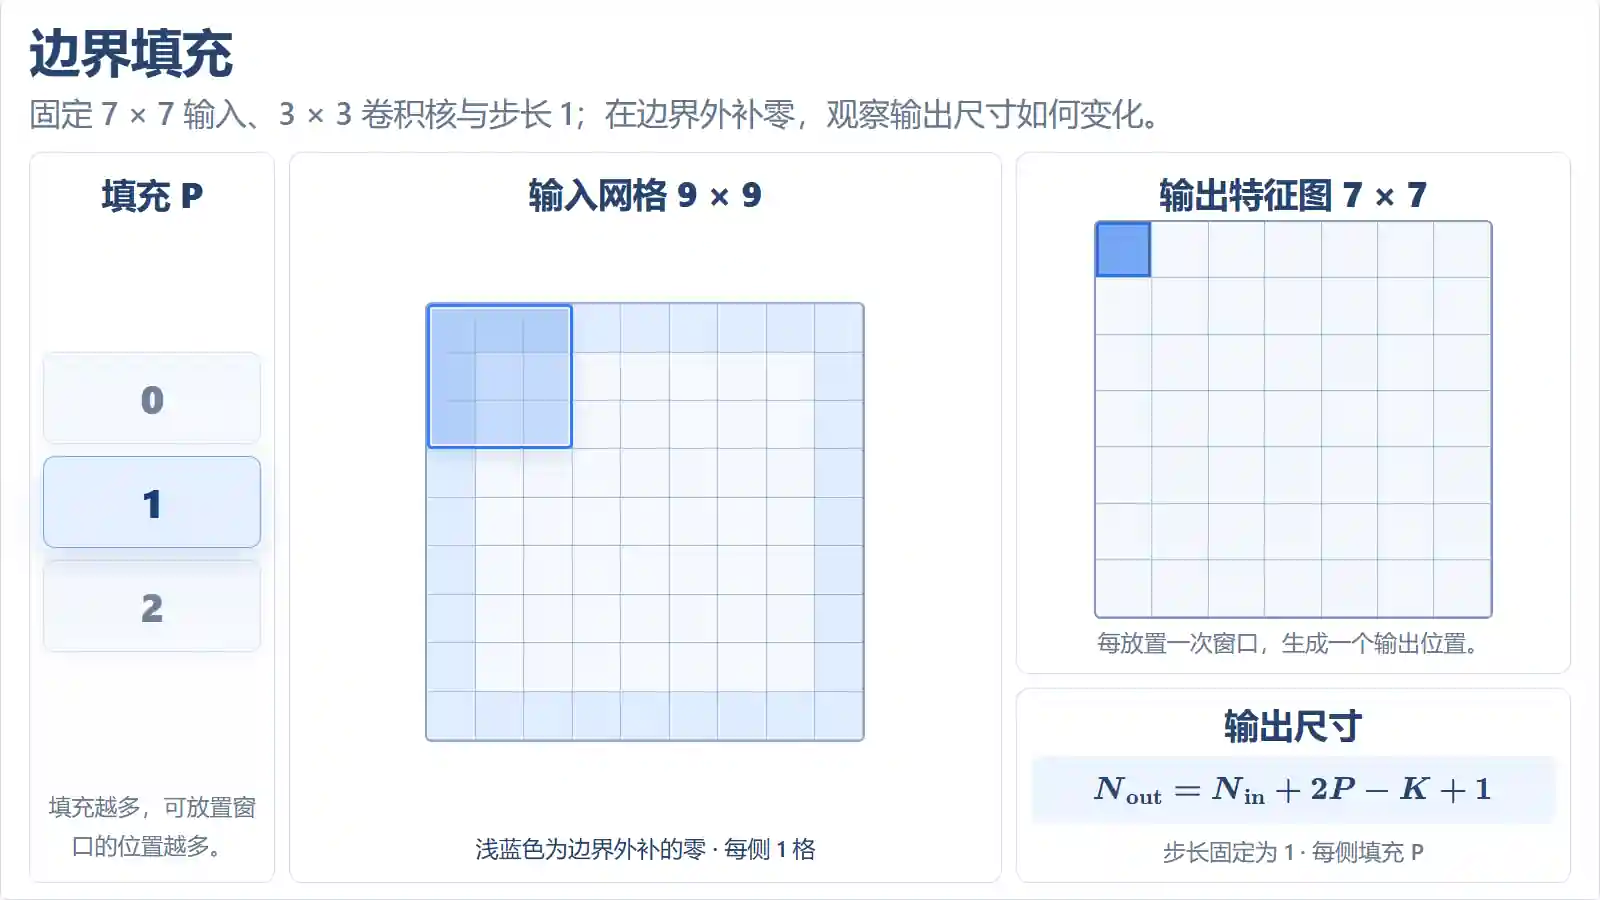 边界填充
固定 7 × 7 输入、3 × 3 卷积核与步长 1；在边界外补零，观察输出尺寸如何变化。
填充 P
0
1
2
填充越多，可放置窗
口的位置越多。
输入网格 9 × 9
浅蓝色为边界外补的零 · 每侧 1 格
输出特征图 7 × 7
每放置一次窗口，生成一个输出位置。
输出尺寸
N_out = N_in + 2P − K + 1
步长固定为 1 · 每侧填充 P